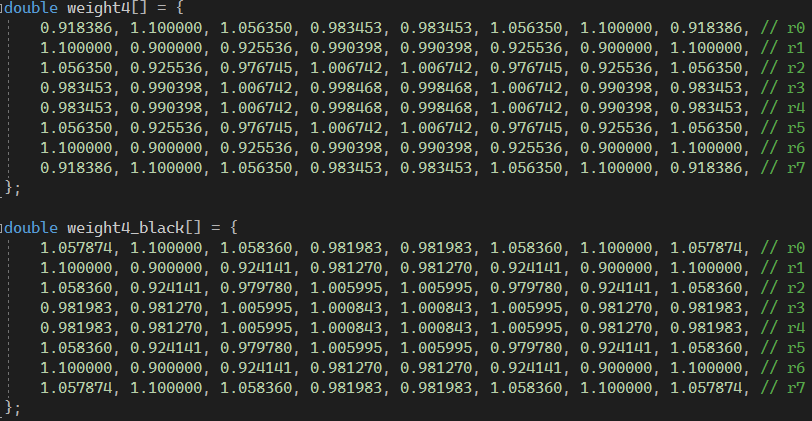 double weight4[] = {
0.918386, 1.100000, 1.056350, 0.983453, 0.983453, 1.056350, 1.100000, 0.918386, // r0
1.100000, 0.900000, 0.925536, 0.990398, 0.990398, 0.925536, 0.900000, 1.100000, // r1
1.056350, 0.925536, 0.976745, 1.006742, 1.006742, 0.976745, 0.925536, 1.056350, // r2
0.983453, 0.990398, 1.006742, 0.998468, 0.998468, 1.006742, 0.990398, 0.983453, // r3
0.983453, 0.990398, 1.006742, 0.998468, 0.998468, 1.006742, 0.990398, 0.983453, // r4
1.056350, 0.925536, 0.976745, 1.006742, 1.006742, 0.976745, 0.925536, 1.056350, // r5
1.100000, 0.900000, 0.925536, 0.990398, 0.990398, 0.925536, 0.900000, 1.100000, // r6
0.918386, 1.100000, 1.056350, 0.983453, 0.983453, 1.056350, 1.100000, 0.918386, // r7
};
double weight4_black[] = {
1.057874, 1.100000, 1.058360, 0.981983, 0.981983, 1.058360, 1.100000, 1.057874, // r0
1.100000, 0.900000, 0.924141, 0.981270, 0.981270, 0.924141, 0.900000, 1.100000, // r1
1.058360, 0.924141, 0.979780, 1.005995, 1.005995, 0.979780, 0.924141, 1.058360, // r2
0.981983, 0.981270, 1.005995, 1.000843, 1.000843, 1.005995, 0.981270, 0.981983, // r3
0.981983, 0.981270, 1.005995, 1.000843, 1.000843, 1.005995, 0.981270, 0.981983, // r4
1.058360, 0.924141, 0.979780, 1.005995, 1.005995, 0.979780, 0.924141, 1.058360, // r5
1.100000, 0.900000, 0.924141, 0.981270, 0.981270, 0.924141, 0.900000, 1.100000, // r6
1.057874, 1.100000, 1.058360, 0.981983, 0.981983, 1.058360, 1.100000, 1.057874, // r7
};